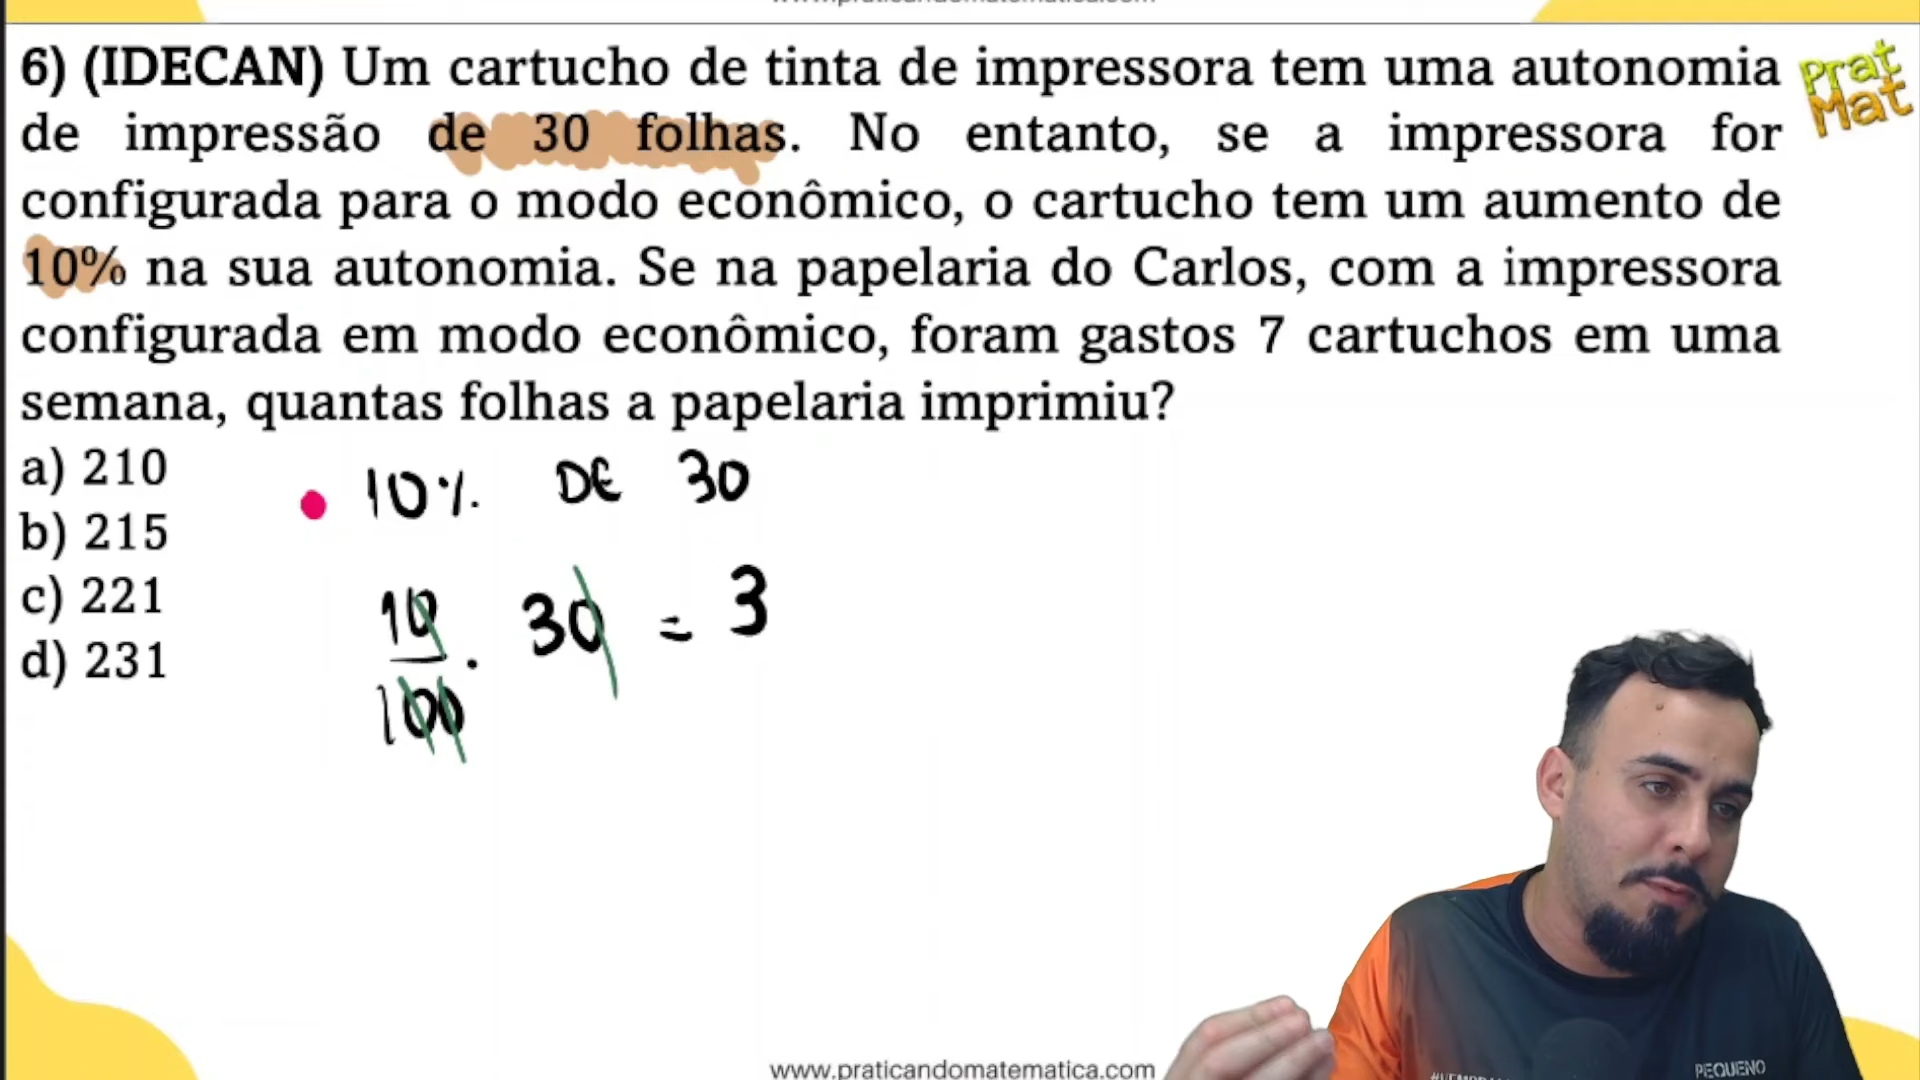 www.praticandomatematica.com
6) (IDECAN) Um cartucho de tinta de impressora tem uma autonomia
de impressão de 30 folhas. No entanto, se a impressora for
configurada para o modo econômico, o cartucho tem um aumento de
10% na sua autonomia. Se na papelaria do Carlos, com a impressora
configurada em modo econômico, foram gastos 7 cartuchos em uma
semana, quantas folhas a papelaria imprimiu?
Prat
Mat
a) 210
b) 215
c) 221
d) 231
10% DE 30
10/100 . 30 = 3
PEQUENO
www.praticandomatematica.com